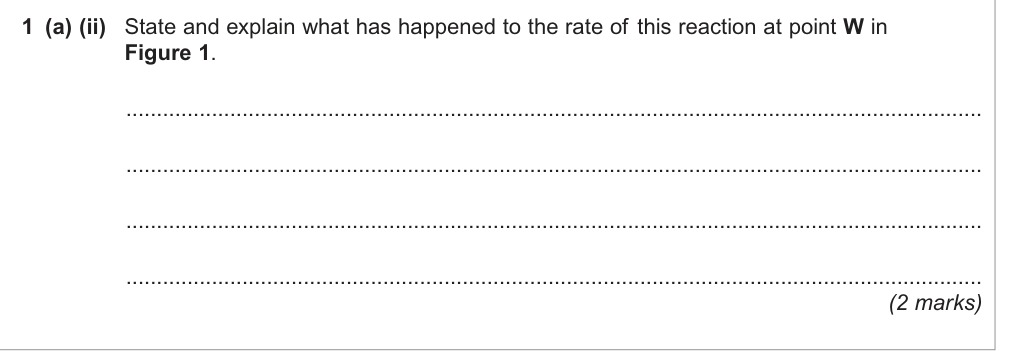 1 (a) (ii) State and explain what has happened to the rate of this reaction at point W in
Figure 1.
................................................................................
................................................................................
................................................................................
................................................................................
(2 marks)